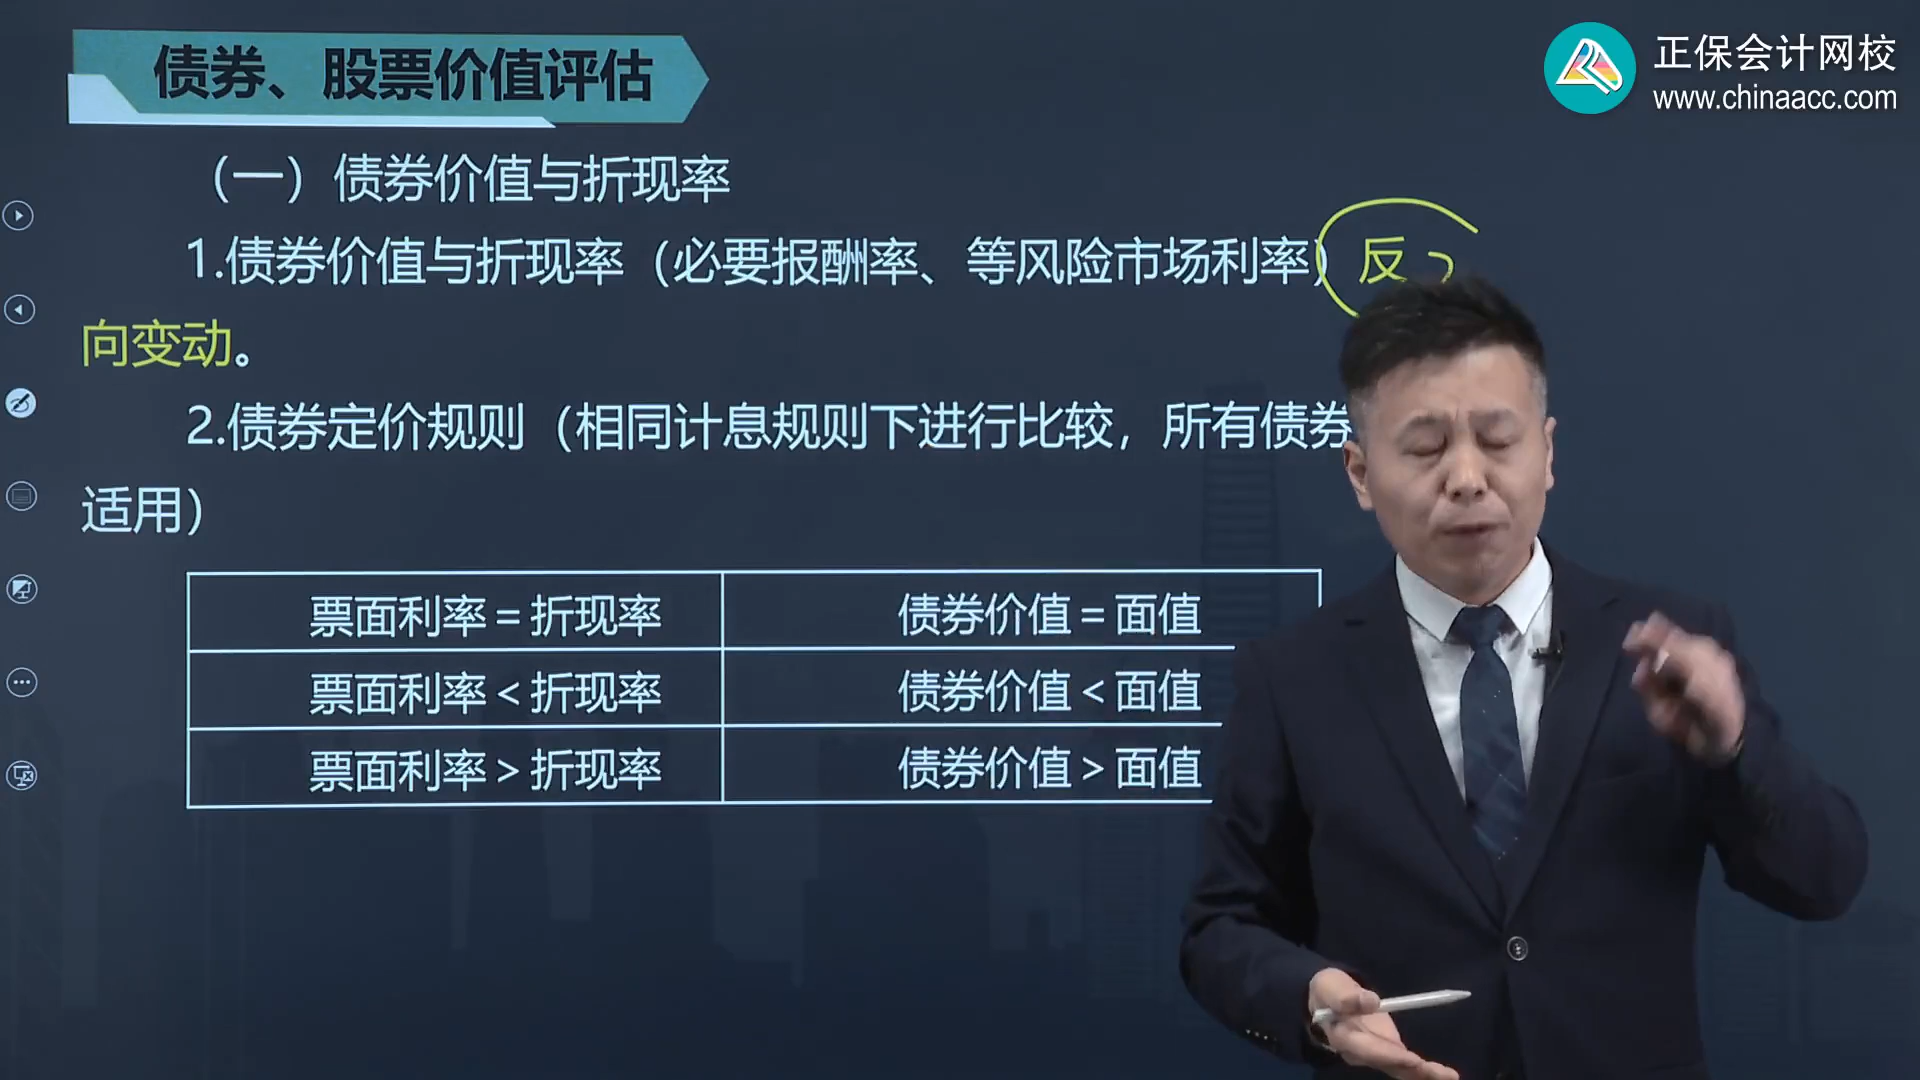 债券、股票价值评估
正保会计网校
www.chinaacc.com
（一）债券价值与折现率
1.债券价值与折现率（必要报酬率、等风险市场利率）反
向变动。
2.债券定价规则（相同计息规则下进行比较，所有债券
适用）
票面利率=折现率 债券价值=面值
票面利率<折现率 债券价值<面值
票面利率>折现率 债券价值>面值